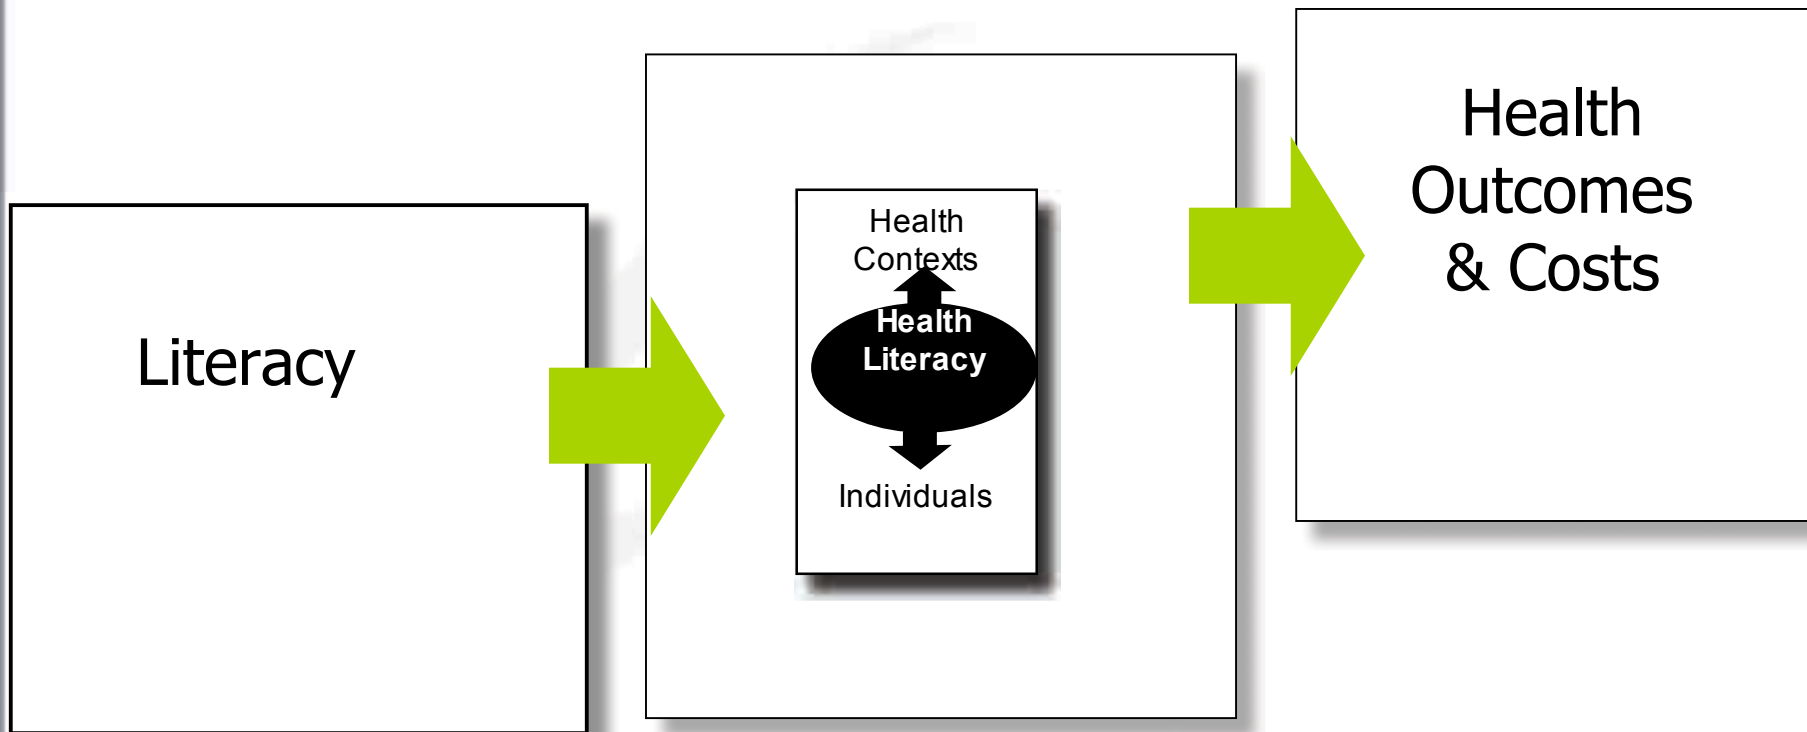 Literacy
Health
Contexts
Health
Literacy
Individuals
Health
Outcomes
& Costs